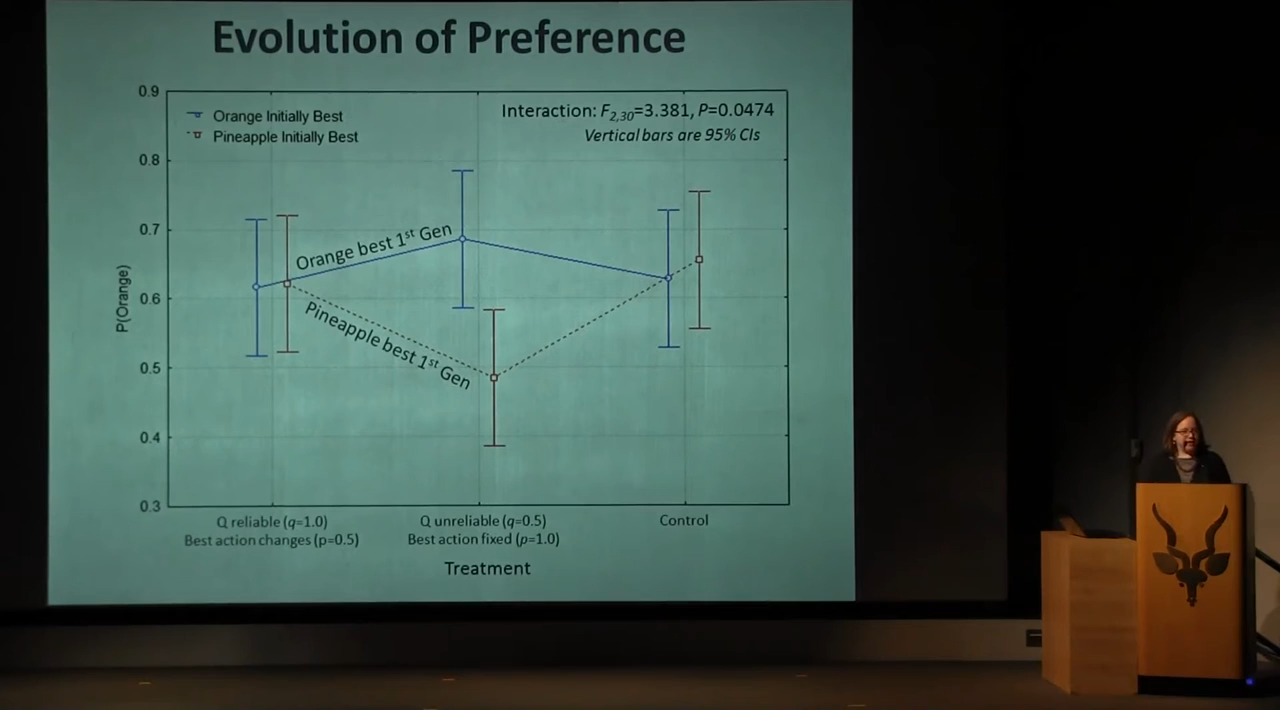 Evolution of Preference
0.9
0.8
0.7
0.6
0.5
0.4
0.3
P(Orange)
Orange Initially Best
Pineapple Initially Best
Interaction: F2,30=3.381, P=0.0474
Vertical bars are 95% CIs
Orange best 1st Gen
Pineapple best 1st Gen
Q reliable (q=1.0)
Best action changes (p=0.5)
Q unreliable (q=0.5)
Best action fixed (p=1.0)
Control
Treatment